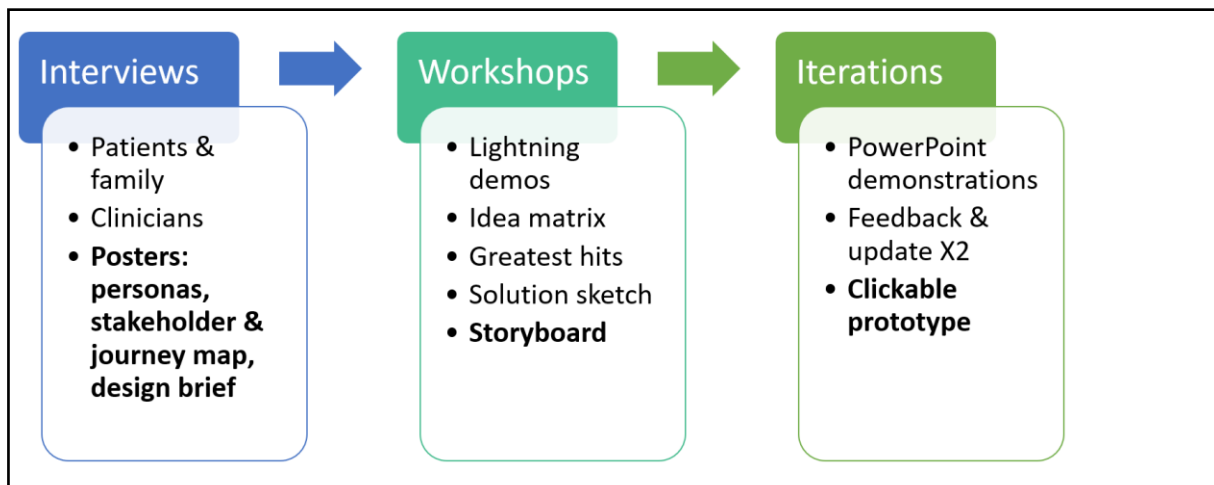 Interviews
• Patients &
family
• Clinicians
• Posters:
personas,
stakeholder &
journey map,
design brief
Workshops
• Lightning
demos
• Idea matrix
• Greatest hits
• Solution sketch
• Storyboard
Iterations
• PowerPoint
demonstrations
• Feedback &
update X2
• Clickable
prototype